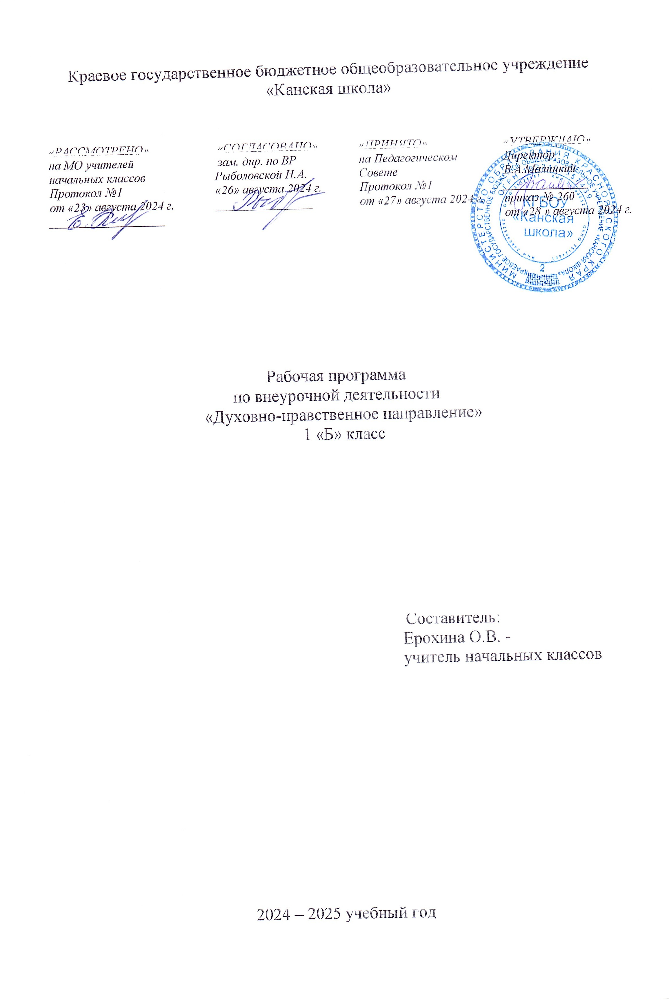 Краевое государственное бюджетное общеобразовательное учреждение
«Канская школа»
«РАССМОТРЕНО»
на МО учителей
начальных классов
Протокол №1
от «23» августа 2024 г.
«СОГЛАСОВАНО»
зам. дир. по ВР
Рыболовской Н.А.
«26» августа 2024 г.
«ПРИНЯТО»
на Педагогическом
Совете
Протокол №1
от «27» августа 2024 г.
«УТВЕРЖДАЮ»
Директор
В.А.Малицкий
приказ № 260
от «28 » августа 2024 г.
МИНИСТЕРСТВО ОБРАЗОВАНИЯ КРАСНОЯРСКОГО КРАЯ
КРАЕВОЕ ГОСУДАРСТВЕННОЕ БЮДЖЕТНОЕ ОБЩЕОБРАЗОВАТЕЛЬНОЕ УЧРЕЖДЕНИЕ «КАНСКАЯ ШКОЛА»
КГБОУ
«Канская
школа»
2
Рабочая программа
по внеурочной деятельности
«Духовно-нравственное направление»
1 «Б» класс
Составитель:
Ерохина О.В. -
учитель начальных классов
2024 – 2025 учебный год